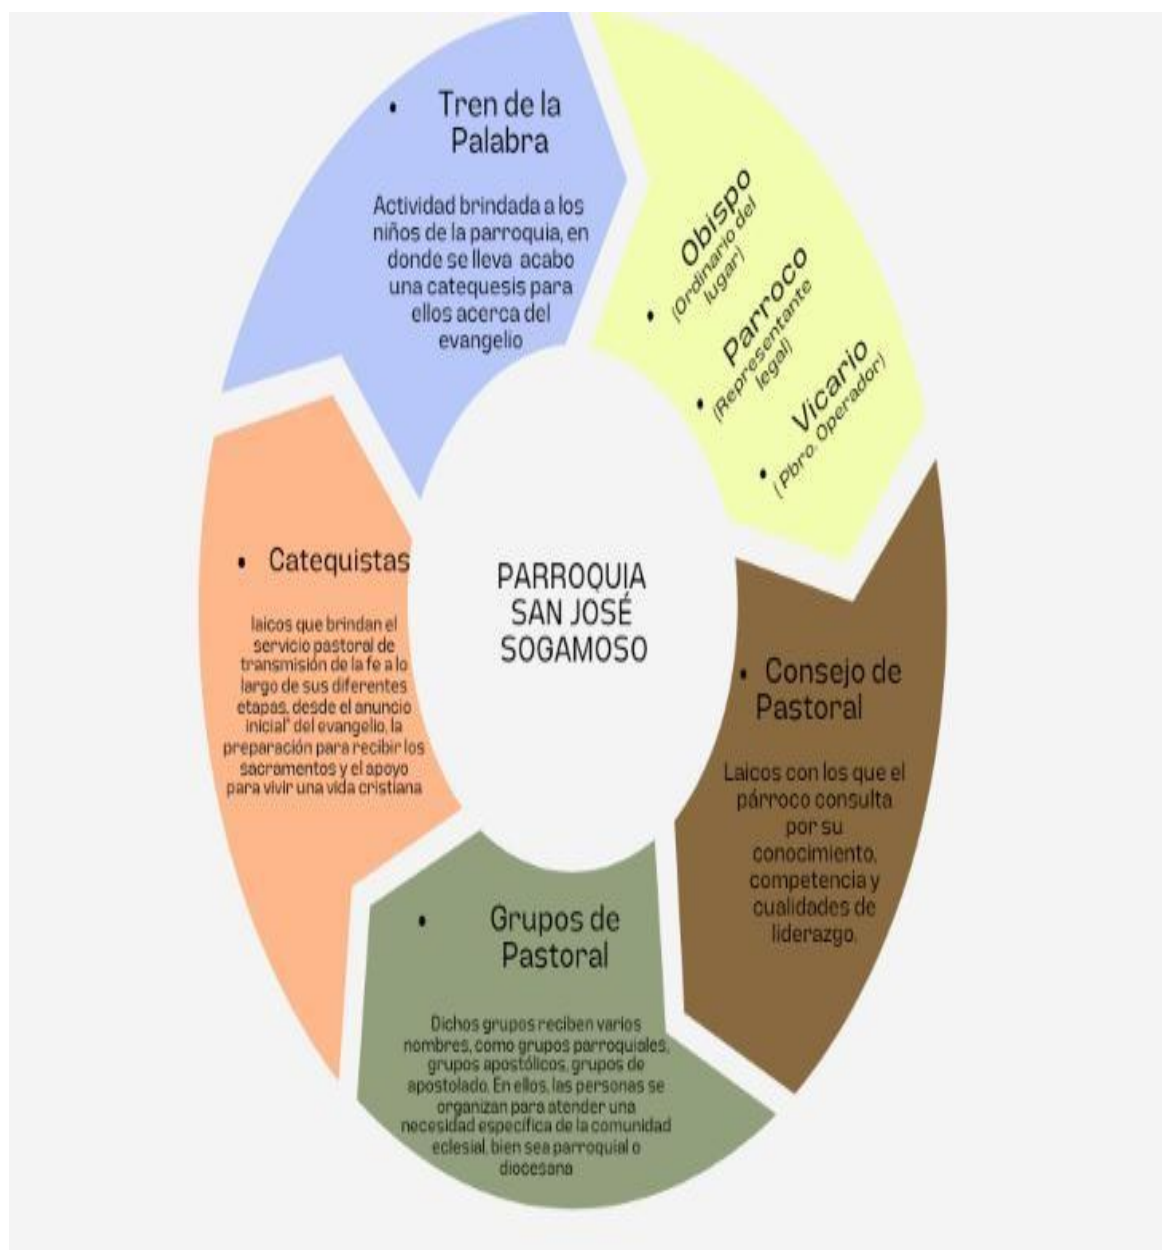 • Tren de la
Palabra
Actividad brindada a los
niños de la parroquia, en
donde se lleva acabo
una catequesis para
ellos acerca del
evangelio
• Obispo
(Ordinario del
lugar)
• Parroco
(Representante
legal)
• Vicario
( Pbro. Operador)
• Consejo de
Pastoral
Laicos con los que el
párroco consulta
por su
conocimiento,
competencia y
cualidades de
liderazgo.
• Grupos de
Pastoral
Dichos grupos reciben varios
nombres, como grupos parroquiales,
grupos apostólicos, grupos de
apostolado. En ellos, las personas se
organizan para atender una
necesidad específica de la comunidad
eclesial, bien sea parroquial o
diocesana
• Catequistas
laicos que brindan el
servicio pastoral de
transmisión de la fe a lo
largo de sus diferentes
etapas, desde el anuncio
inicial" del evangelio, la
preparación para recibir los
sacramentos y el apoyo
para vivir una vida cristiana
PARROQUIA
SAN JOSÉ
SOGAMOSO